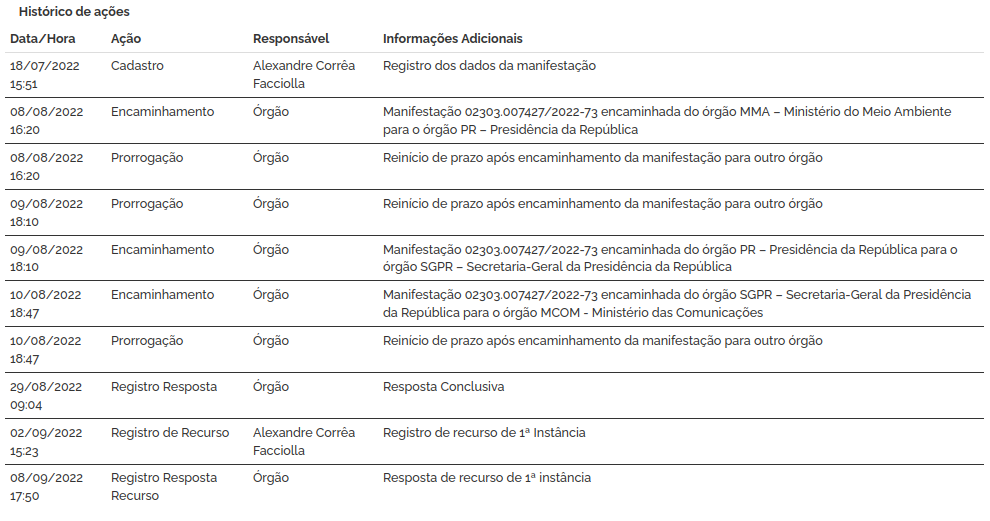 Histórico de ações
Data/Hora Ação Responsável Informações Adicionais
18/07/2022 Cadastro Alexandre Corrêa Registro dos dados da manifestação
15:51 Facciolla
08/08/2022 Encaminhamento Órgão Manifestação 02303.007427/2022-73 encaminhada do órgão MMA – Ministério do Meio Ambiente
16:20 para o órgão PR – Presidência da República
08/08/2022 Prorrogação Órgão Reinício de prazo após encaminhamento da manifestação para outro órgão
16:20
09/08/2022 Prorrogação Órgão Reinício de prazo após encaminhamento da manifestação para outro órgão
18:10
09/08/2022 Encaminhamento Órgão Manifestação 02303.007427/2022-73 encaminhada do órgão PR – Presidência da República para o
18:10 órgão SGPR – Secretaria-Geral da Presidência da República
10/08/2022 Encaminhamento Órgão Manifestação 02303.007427/2022-73 encaminhada do órgão SGPR – Secretaria-Geral da Presidência
18:47 da República para o órgão MCOM - Ministério das Comunicações
10/08/2022 Prorrogação Órgão Reinício de prazo após encaminhamento da manifestação para outro órgão
18:47
29/08/2022 Registro Resposta Órgão Resposta Conclusiva
09:04
02/09/2022 Registro de Recurso Alexandre Corrêa Registro de recurso de 1ª Instância
15:23 Facciolla
08/09/2022 Registro Resposta Órgão Resposta de recurso de 1ª instância
17:50 Recurso